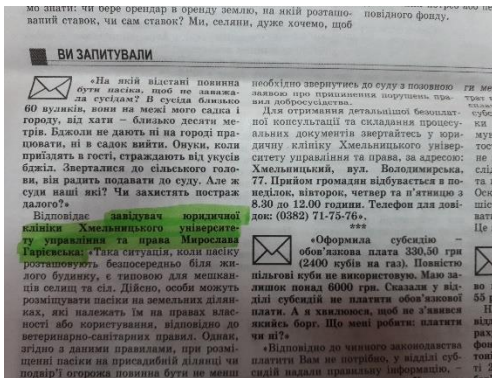 мо знати: чи бере орендар в оренду землю, на якій розташо-
ваний ставок, чи сам ставок? Ми, селяни, дуже хочемо, щоб
повідного фонду.
ВИ ЗАПИТУВАЛИ
«На якій відстані повинна
бути пасіка, щоб не заважа-
ла сусідам? В сусіда близько
60 вуликів, вони на межі мого садка і
городу, від хати – близько десяти ме-
трів. Бджоли не дають ні на городі пра-
цювати, ні в садок вийти. Онуки, коли
приїздять в гості, страждають від укусів
бджіл. Зверталися до сільського голо-
ви, він радить подавати до суду. Але ж
суди наші які? Чи захистять постраж
далого?»
Відповідає завідувач юридичної
клініки Хмельницького університе-
ту управління та права Мирослава
Гарієвська: «Така ситуація, коли пасіку
розташовують безпосередньо біля жи-
лого будинку, є типовою для мешкан-
ців селищ та сіл. Дійсно, особи можуть
розміщувати пасіки на земельних ділян-
ках, які належать їм на правах влас-
ності або користування, відповідно до
ветеринарно-санітарних правил. Однак,
згідно з даними правилами, при розмі-
щенні пасіки на присадибній ділянці чи
подвір'ї огорожа повинна бути не менш
необхідно звернутись до суду з позовною
заявою про припинення порушень пра-
вил добросусідства.
Для отримання детальнішої безоплат-
ної консультації та складання процесу-
альних документів звертайтесь у юри-
дичну клініку Хмельницького універ-
ситету управління та права, за адресою:
м. Хмельницький, вул. Володимирська,
77. Прийом громадян відбувається в по-
неділок, вівторок, четвер та п'ятницю з
8.30 до 12.00 години. Телефон для дові-
док: (0382) 71-75-76».
***
«Оформила субсидію –
обов'язкова плата 330,50 грн
(2400 кубів на газ). Повністю
пільгові куби не використовую. Маю за-
лишок понад 6000 грн. Сказали у від-
ділі субсидій не платити обов'язкової
плати. А я хвилююся, щоб не з'явився
якийсь борг. Що мені робити: платити
чи ні?»
«Відповідно до чинного законодавства
платити Вам не потрібно, у відділі суб-
сидій надали правильну інформацію, –